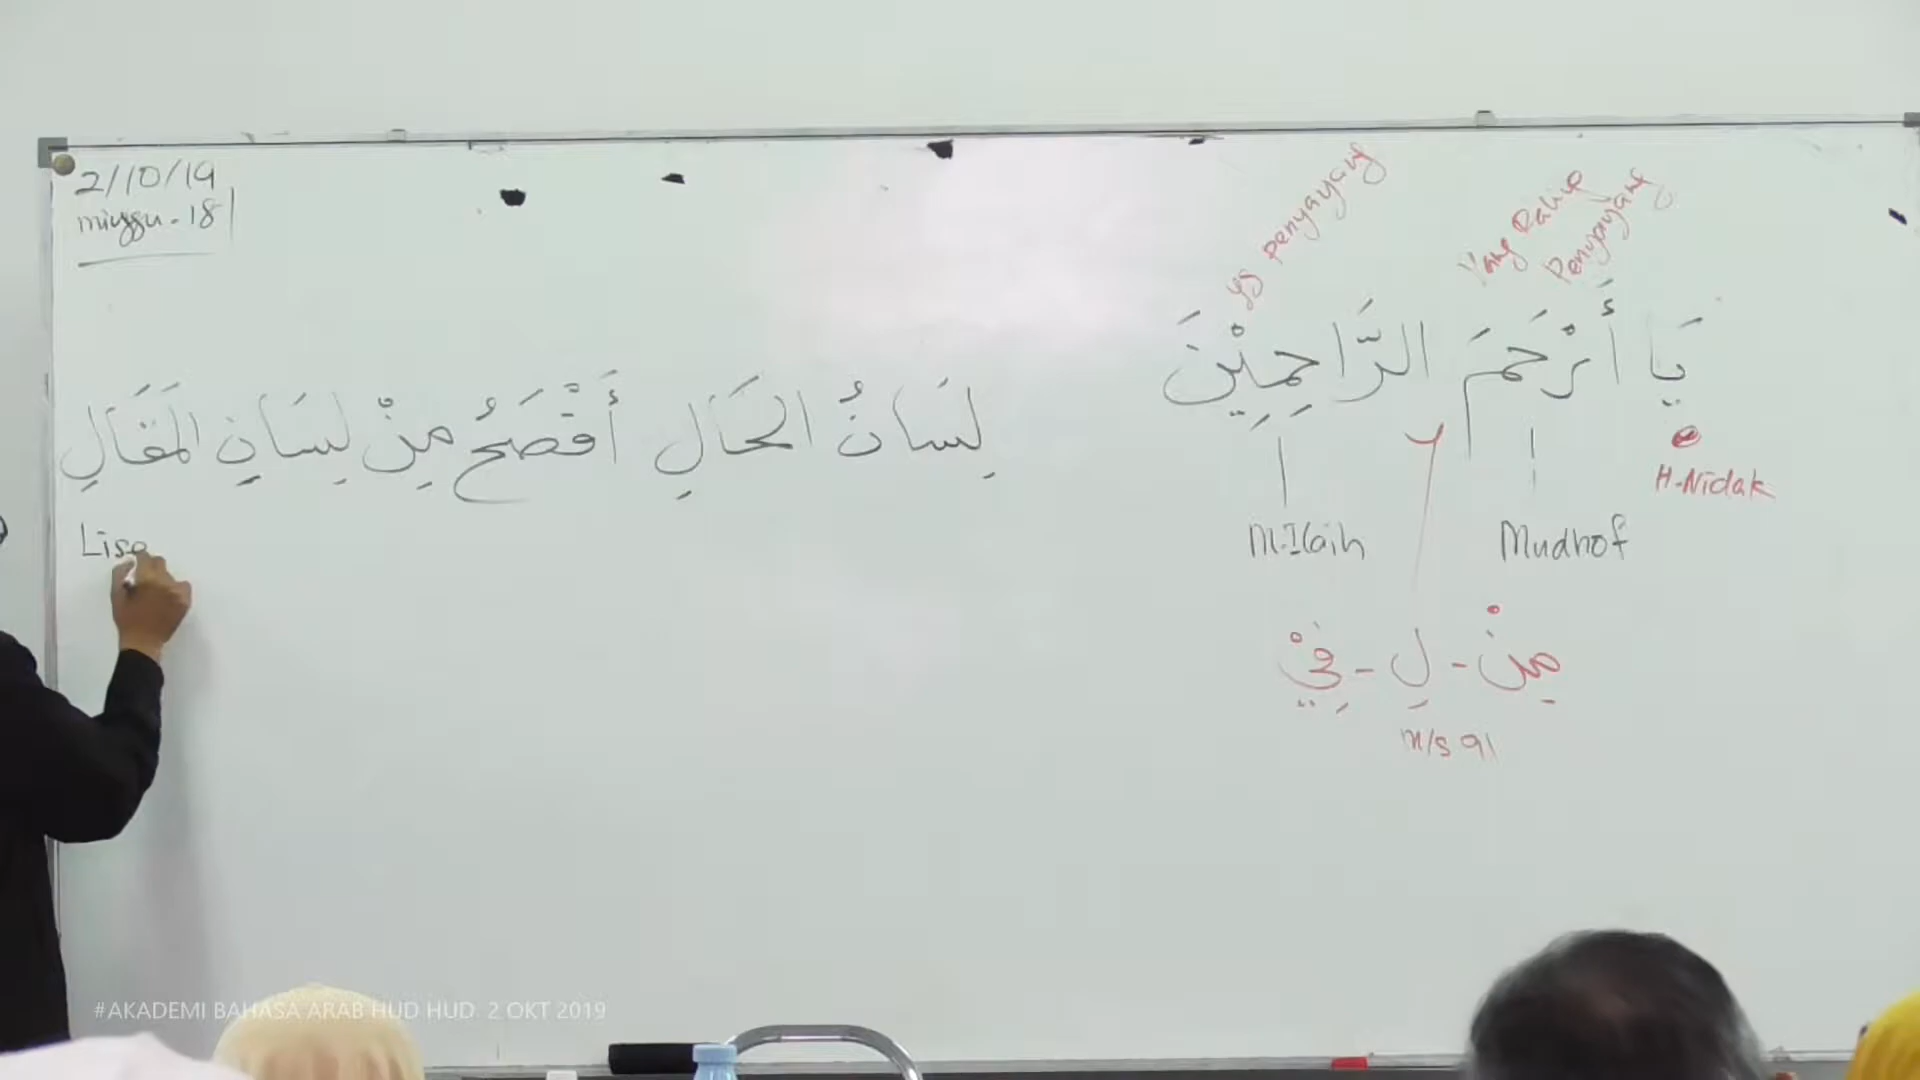 2/10/19
minggu - 18
لِسَانُ الحَالِ أَفْصَحُ مِنْ لِسَانِ المَقَالِ
Lisa
yg penyayang
Yang Paling
Penyayang
يَا أَرْحَمَ الرَّاحِمِيْنَ
H-Nidak
Mudhof
M.Ilaih
مِنْ - لِ - فِيْ
m/s 91
#AKADEMI BAHASA ARAB HUD HUD 2 OKT 2019